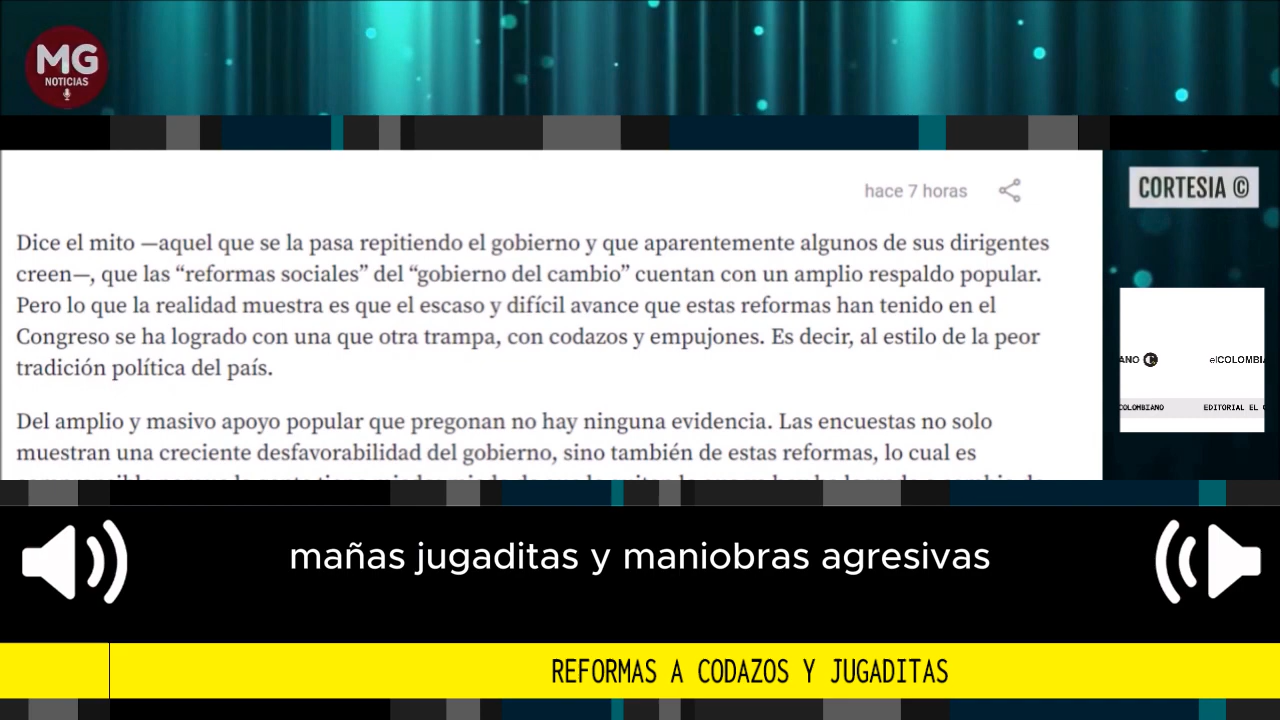 MG
NOTICIAS
hace 7 horas
CORTESIA ©
Dice el mito —aquel que se la pasa repitiendo el gobierno y que aparentemente algunos de sus dirigentes
creen—, que las “reformas sociales” del “gobierno del cambio” cuentan con un amplio respaldo popular.
Pero lo que la realidad muestra es que el escaso y difícil avance que estas reformas han tenido en el
Congreso se ha logrado con una que otra trampa, con codazos y empujones. Es decir, al estilo de la peor
tradición política del país.
ANO C elCOLOMBIA
COLOMBIANO EDITORIAL EL
Del amplio y masivo apoyo popular que pregonan no hay ninguna evidencia. Las encuestas no solo
muestran una creciente desfavorabilidad del gobierno, sino también de estas reformas, lo cual es
mañas jugaditas y maniobras agresivas
REFORMAS A CODAZOS Y JUGADITAS